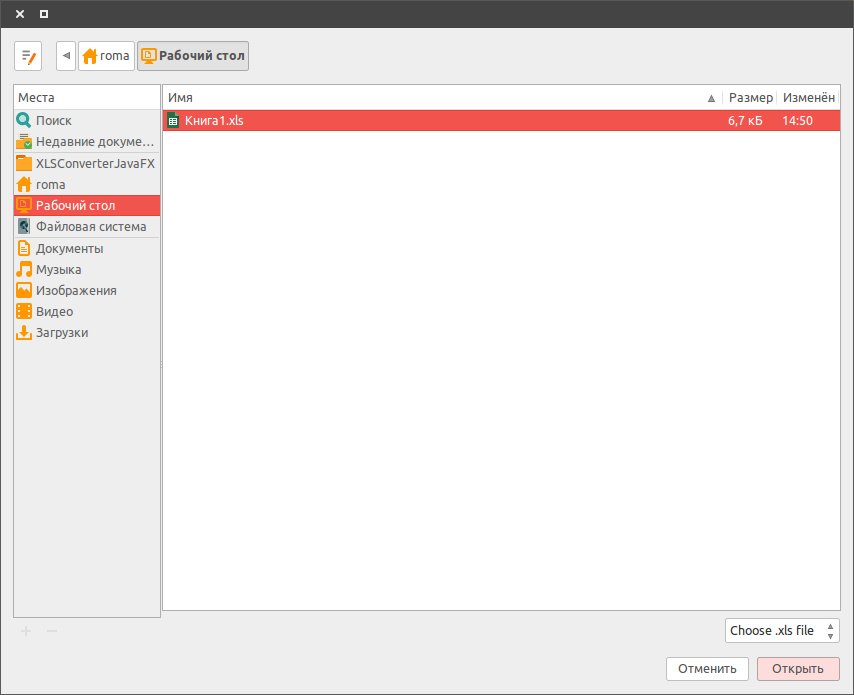 roma Рабочий стол
Места
Поиск
Недавние докуме...
XLSConverterJavaFX
roma
Рабочий стол
Файловая система
Документы
Музыка
Изображения
Видео
Загрузки
Имя Размер Изменён
Книга1.xls 6,7 кБ 14:50
Choose .xls file
Отменить Открыть